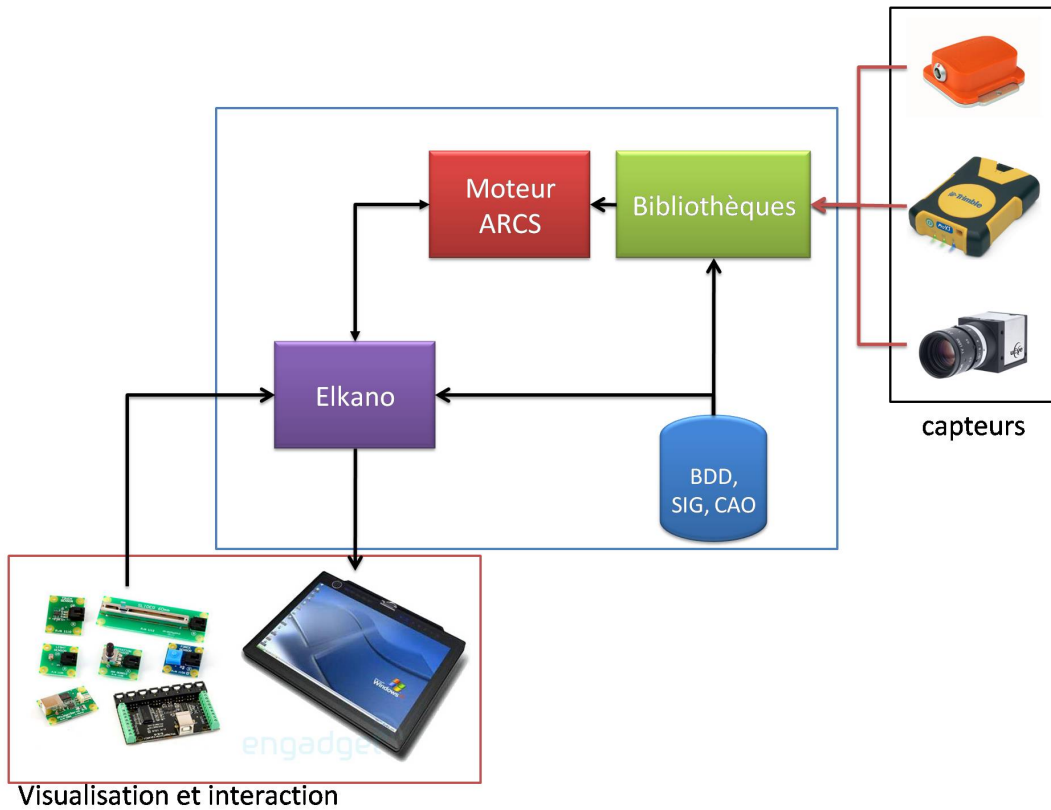 Moteur
ARCS
Bibliothèques
Trimble
Elkano
capteurs
BDD,
SIG, CAO
Windows
engadget
Visualisation et interaction